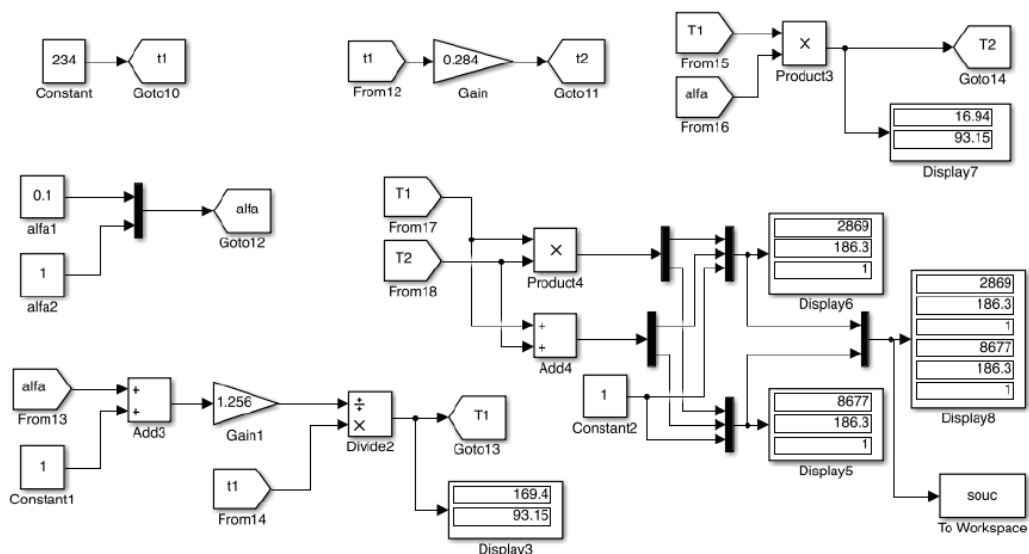 234
Constant
t1
Goto10
t1
From12
0.284
Gain
t2
Goto11
T1
From15
alfa
From16
×
Product3
T2
Goto14
16.94
93.15
Display7
0.1
alfa1
1
alfa2
alfa
Goto12
T1
From17
T2
From18
×
Product4
+
+
Add4
1
Constant2
2869
186.3
1
Display6
8677
186.3
1
Display5
2869
186.3
1
8677
186.3
1
Display8
souc
To Workspace
alfa
From13
1
Constant1
+
+
Add3
1.256
Gain1
t1
From14
÷
×
Divide2
T1
Goto13
169.4
93.15
Display3